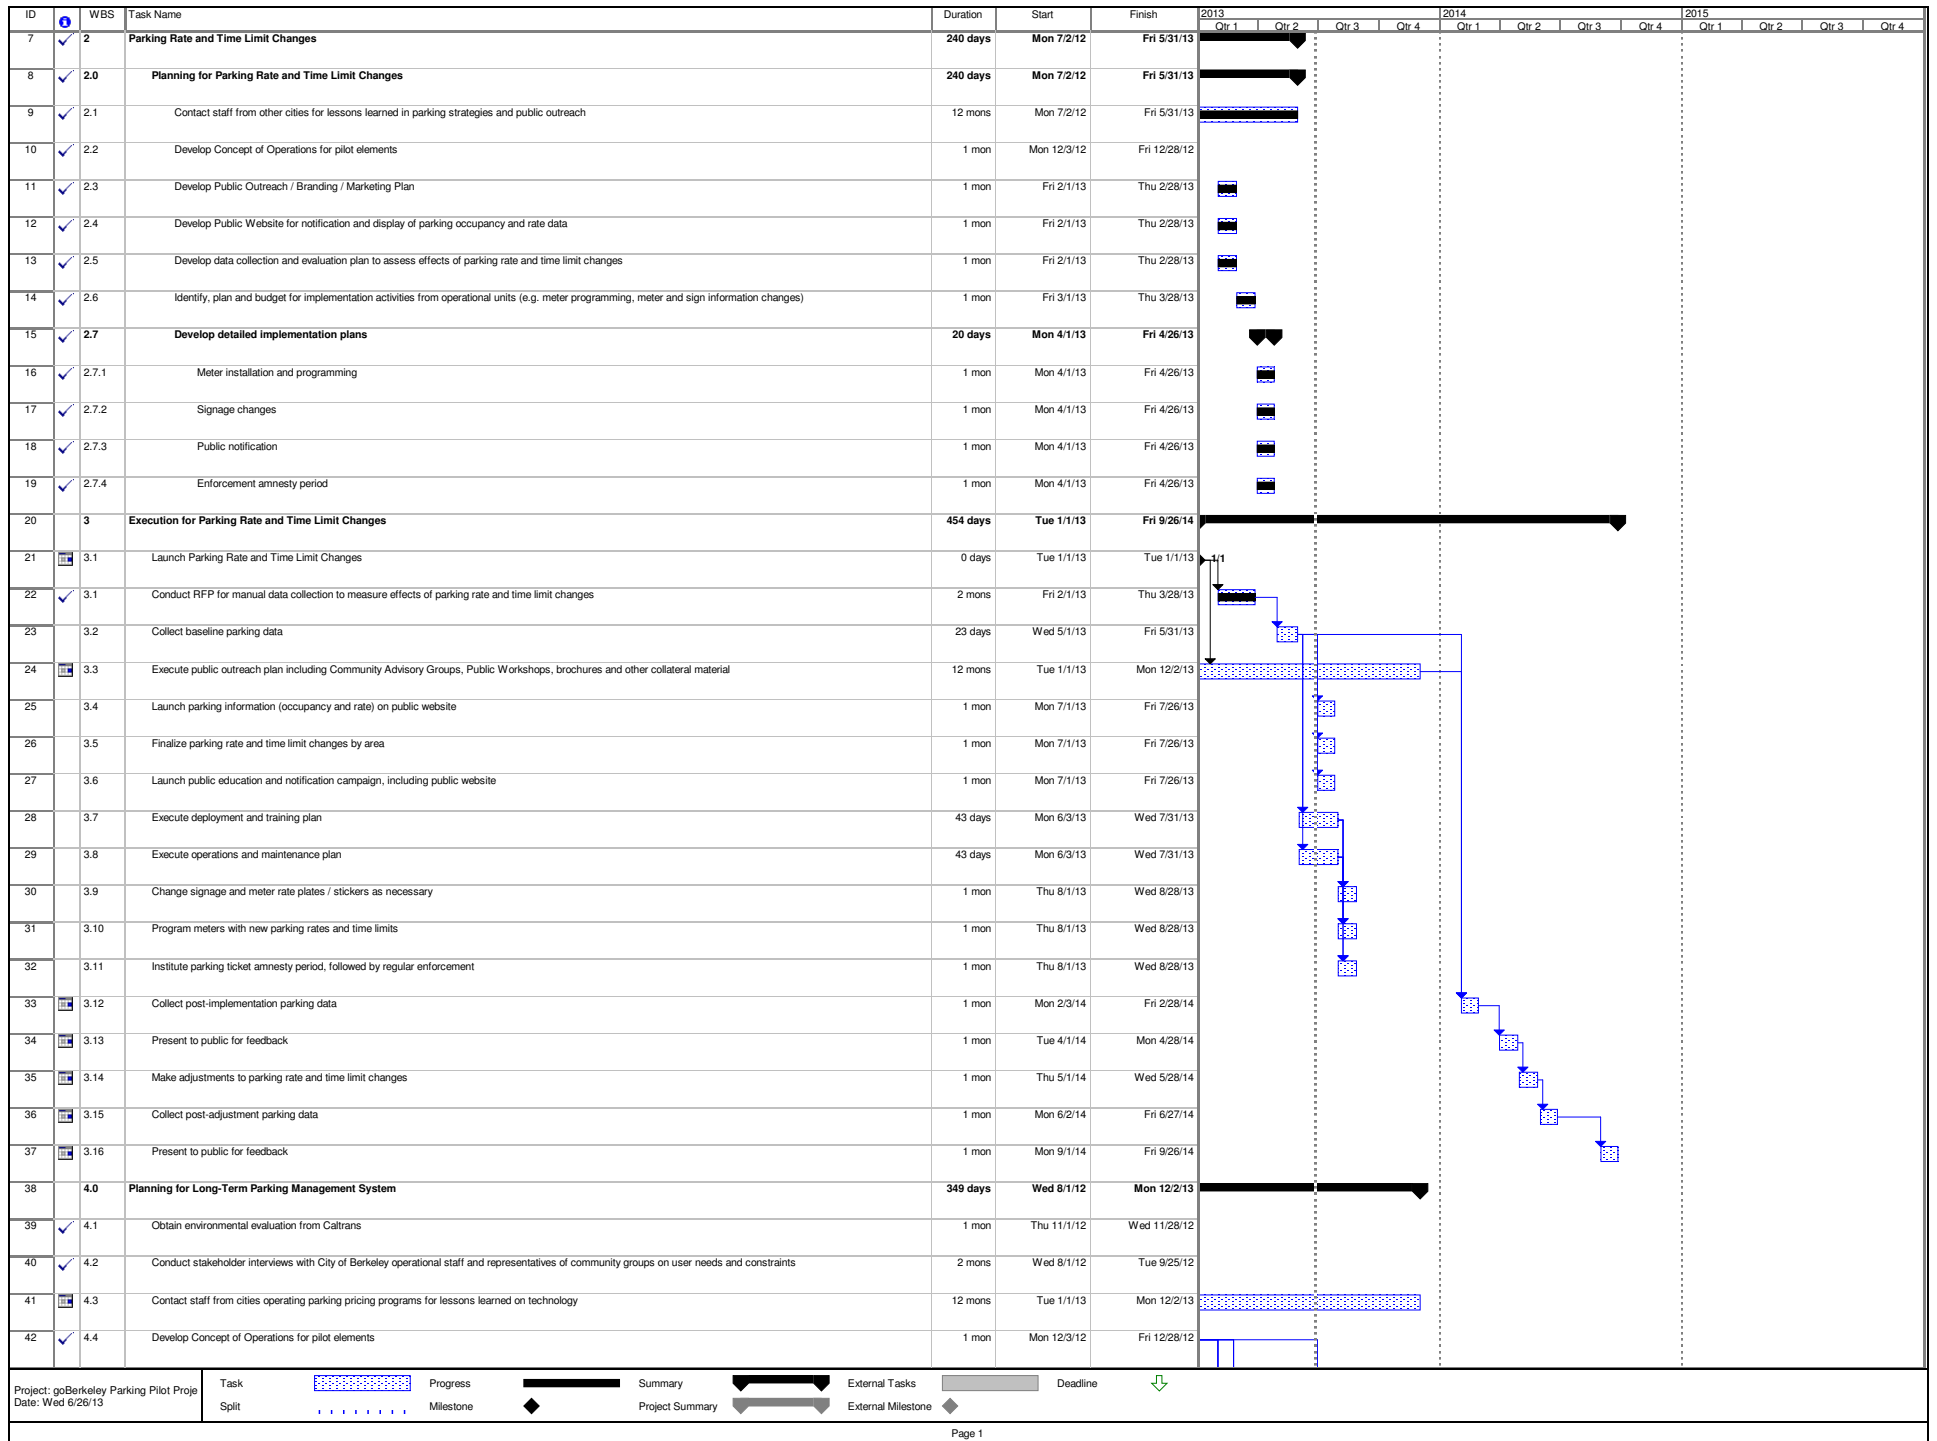 ID WBS Task Name Duration Start Finish 2013 2014 2015
Qtr 1 Qtr 2 Qtr 3 Qtr 4 Qtr 1 Qtr 2 Qtr 3 Qtr 4 Qtr 1 Qtr 2 Qtr 3 Qtr 4
7 2 Parking Rate and Time Limit Changes 240 days Mon 7/2/12 Fri 5/31/13
8 2.0 Planning for Parking Rate and Time Limit Changes 240 days Mon 7/2/12 Fri 5/31/13
9 2.1 Contact staff from other cities for lessons learned in parking strategies and public outreach 12 mons Mon 7/2/12 Fri 5/31/13
10 2.2 Develop Concept of Operations for pilot elements 1 mon Mon 12/3/12 Fri 12/28/12
11 2.3 Develop Public Outreach / Branding / Marketing Plan 1 mon Fri 2/1/13 Thu 2/28/13
12 2.4 Develop Public Website for notification and display of parking occupancy and rate data 1 mon Fri 2/1/13 Thu 2/28/13
13 2.5 Develop data collection and evaluation plan to assess effects of parking rate and time limit changes 1 mon Fri 2/1/13 Thu 2/28/13
14 2.6 Identify, plan and budget for implementation activities from operational units (e.g. meter programming, meter and sign information changes) 1 mon Fri 3/1/13 Thu 3/28/13
15 2.7 Develop detailed implementation plans 20 days Mon 4/1/13 Fri 4/26/13
16 2.7.1 Meter installation and programming 1 mon Mon 4/1/13 Fri 4/26/13
17 2.7.2 Signage changes 1 mon Mon 4/1/13 Fri 4/26/13
18 2.7.3 Public notification 1 mon Mon 4/1/13 Fri 4/26/13
19 2.7.4 Enforcement amnesty period 1 mon Mon 4/1/13 Fri 4/26/13
20 3 Execution for Parking Rate and Time Limit Changes 454 days Tue 1/1/13 Fri 9/26/14
21 3.1 Launch Parking Rate and Time Limit Changes 0 days Tue 1/1/13 Tue 1/1/13 1/1
22 3.1 Conduct RFP for manual data collection to measure effects of parking rate and time limit changes 2 mons Fri 2/1/13 Thu 3/28/13
23 3.2 Collect baseline parking data 23 days Wed 5/1/13 Fri 5/31/13
24 3.3 Execute public outreach plan including Community Advisory Groups, Public Workshops, brochures and other collateral material 12 mons Tue 1/1/13 Mon 12/2/13
25 3.4 Launch parking information (occupancy and rate) on public website 1 mon Mon 7/1/13 Fri 7/26/13
26 3.5 Finalize parking rate and time limit changes by area 1 mon Mon 7/1/13 Fri 7/26/13
27 3.6 Launch public education and notification campaign, including public website 1 mon Mon 7/1/13 Fri 7/26/13
28 3.7 Execute deployment and training plan 43 days Mon 6/3/13 Wed 7/31/13
29 3.8 Execute operations and maintenance plan 43 days Mon 6/3/13 Wed 7/31/13
30 3.9 Change signage and meter rate plates / stickers as necessary 1 mon Thu 8/1/13 Wed 8/28/13
31 3.10 Program meters with new parking rates and time limits 1 mon Thu 8/1/13 Wed 8/28/13
32 3.11 Institute parking ticket amnesty period, followed by regular enforcement 1 mon Thu 8/1/13 Wed 8/28/13
33 3.12 Collect post-implementation parking data 1 mon Mon 2/3/14 Fri 2/28/14
34 3.13 Present to public for feedback 1 mon Tue 4/1/14 Mon 4/28/14
35 3.14 Make adjustments to parking rate and time limit changes 1 mon Thu 5/1/14 Wed 5/28/14
36 3.15 Collect post-adjustment parking data 1 mon Mon 6/2/14 Fri 6/27/14
37 3.16 Present to public for feedback 1 mon Mon 9/1/14 Fri 9/26/14
38 4.0 Planning for Long-Term Parking Management System 349 days Wed 8/1/12 Mon 12/2/13
39 4.1 Obtain environmental evaluation from Caltrans 1 mon Thu 11/1/12 Wed 11/28/12
40 4.2 Conduct stakeholder interviews with City of Berkeley operational staff and representatives of community groups on user needs and constraints 2 mons Wed 8/1/12 Tue 9/25/12
41 4.3 Contact staff from cities operating parking pricing programs for lessons learned on technology 12 mons Tue 1/1/13 Mon 12/2/13
42 4.4 Develop Concept of Operations for pilot elements 1 mon Mon 12/3/12 Fri 12/28/12
Project: goBerkeley Parking Pilot Proje
Date: Wed 6/26/13
Task Progress Summary External Tasks Deadline
Split Milestone Project Summary External Milestone
Page 1